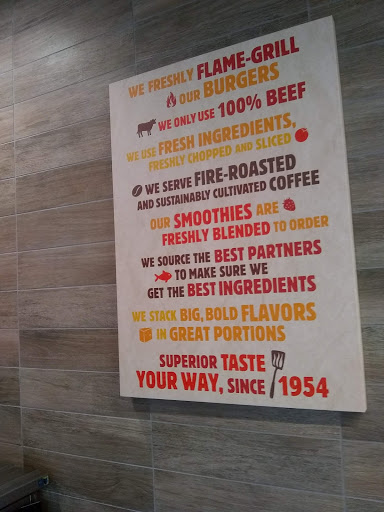 WE FRESHLY FLAME-GRILL
OUR BURGERS
WE ONLY USE 100% BEEF
WE USE FRESH INGREDIENTS,
FRESHLY CHOPPED AND SLICED
WE SERVE FIRE-ROASTED
AND SUSTAINABLY CULTIVATED COFFEE
OUR SMOOTHIES ARE
FRESHLY BLENDED TO ORDER
WE SOURCE THE BEST PARTNERS
TO MAKE SURE WE
GET THE BEST INGREDIENTS
WE STACK BIG, BOLD FLAVORS
IN GREAT PORTIONS
SUPERIOR TASTE
YOUR WAY, SINCE 1954